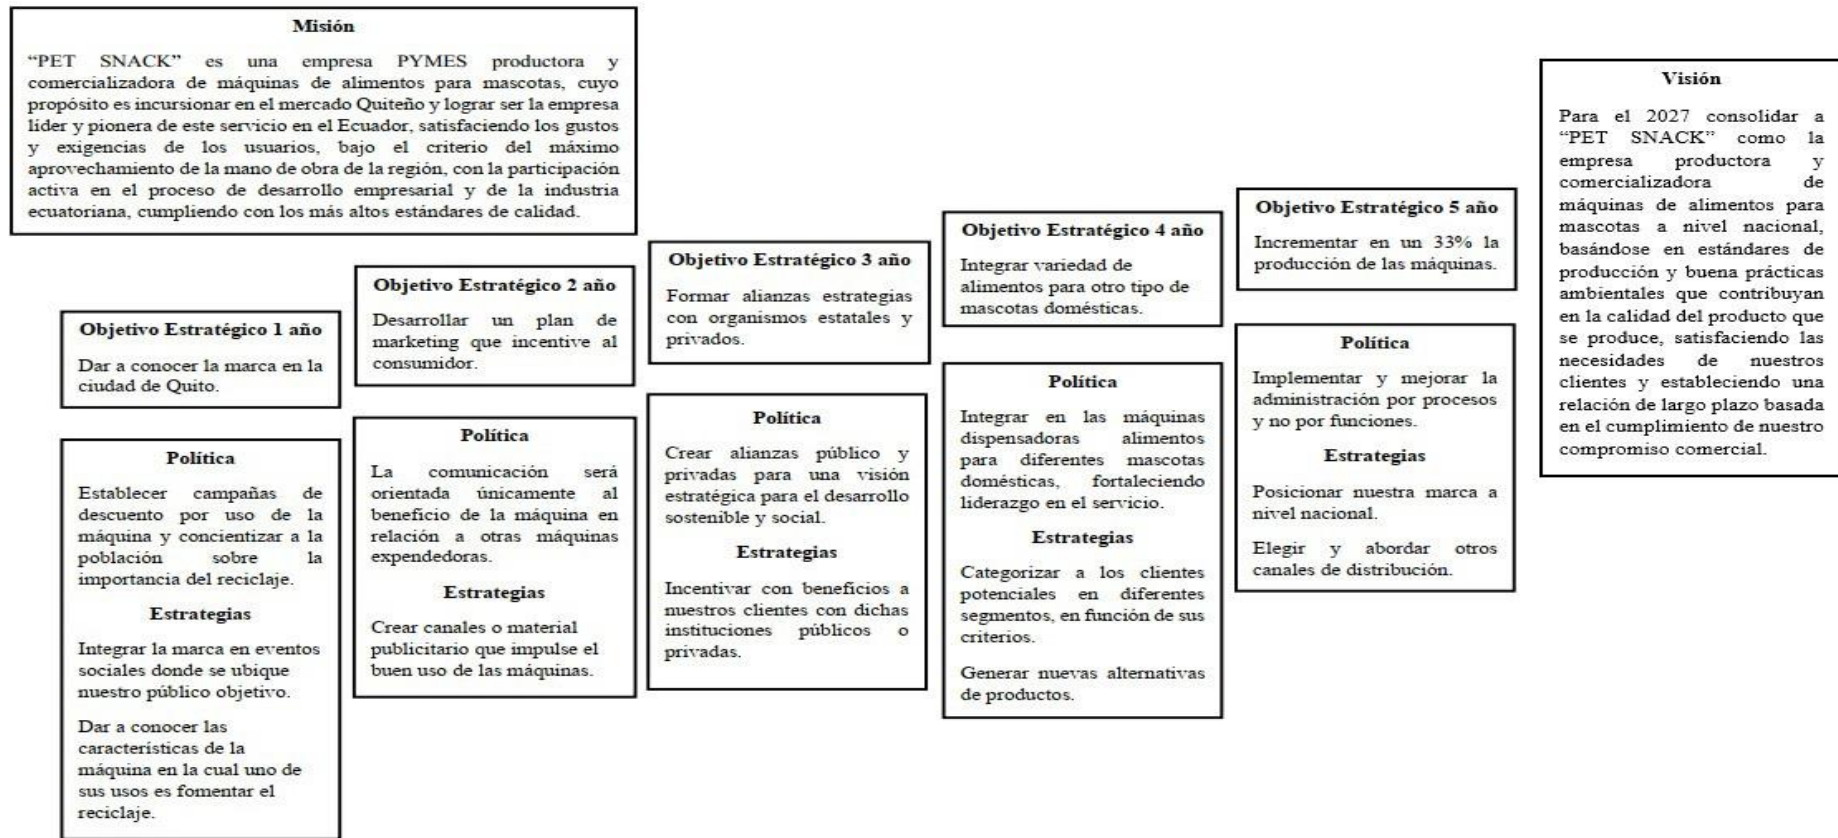 Misión
“PET SNACK” es una empresa PYMES productora y
comercializadora de máquinas de alimentos para mascotas, cuyo
propósito es incursionar en el mercado Quiteño y lograr ser la empresa
líder y pionera de este servicio en el Ecuador, satisfaciendo los gustos
y exigencias de los usuarios, bajo el criterio del máximo
aprovechamiento de la mano de obra de la región, con la participación
activa en el proceso de desarrollo empresarial y de la industria
ecuatoriana, cumpliendo con los más altos estándares de calidad.
Objetivo Estratégico 1 año
Dar a conocer la marca en la
ciudad de Quito.
Política
Establecer campañas de
descuento por uso de la
máquina y concientizar a la
población sobre la
importancia del reciclaje.
Estrategias
Integrar la marca en eventos
sociales donde se ubique
nuestro público objetivo.
Dar a conocer las
características de la
máquina en la cual uno de
sus usos es fomentar el
reciclaje.
Objetivo Estratégico 2 año
Desarrollar un plan de
marketing que incentive al
consumidor.
Política
La comunicación será
orientada únicamente al
beneficio de la máquina en
relación a otras máquinas
expendedoras.
Estrategias
Crear canales o material
publicitario que impulse el
buen uso de las máquinas.
Objetivo Estratégico 3 año
Formar alianzas estrategias
con organismos estatales y
privados.
Política
Crear alianzas público y
privadas para una visión
estratégica para el desarrollo
sostenible y social.
Estrategias
Incentivar con beneficios a
nuestros clientes con dichas
instituciones públicos o
privadas.
Objetivo Estratégico 4 año
Integrar variedad de
alimentos para otro tipo de
mascotas domésticas.
Política
Integrar en las máquinas
dispensadoras alimentos
para diferentes mascotas
domésticas, fortaleciendo
liderazgo en el servicio.
Estrategias
Categorizar a los clientes
potenciales en diferentes
segmentos, en función de sus
criterios.
Generar nuevas alternativas
de productos.
Objetivo Estratégico 5 año
Incrementar en un 33% la
producción de las máquinas.
Política
Implementar y mejorar la
administración por procesos
y no por funciones.
Estrategias
Posicionar nuestra marca a
nivel nacional.
Elegir y abordar otros
canales de distribución.
Visión
Para el 2027 consolidar a
“PET SNACK” como la
empresa productora y
comercializadora de
máquinas de alimentos para
mascotas a nivel nacional,
basándose en estándares de
producción y buena prácticas
ambientales que contribuyan
en la calidad del producto que
se produce, satisfaciendo las
necesidades de nuestros
clientes y estableciendo una
relación de largo plazo basada
en el cumplimiento de nuestro
compromiso comercial.